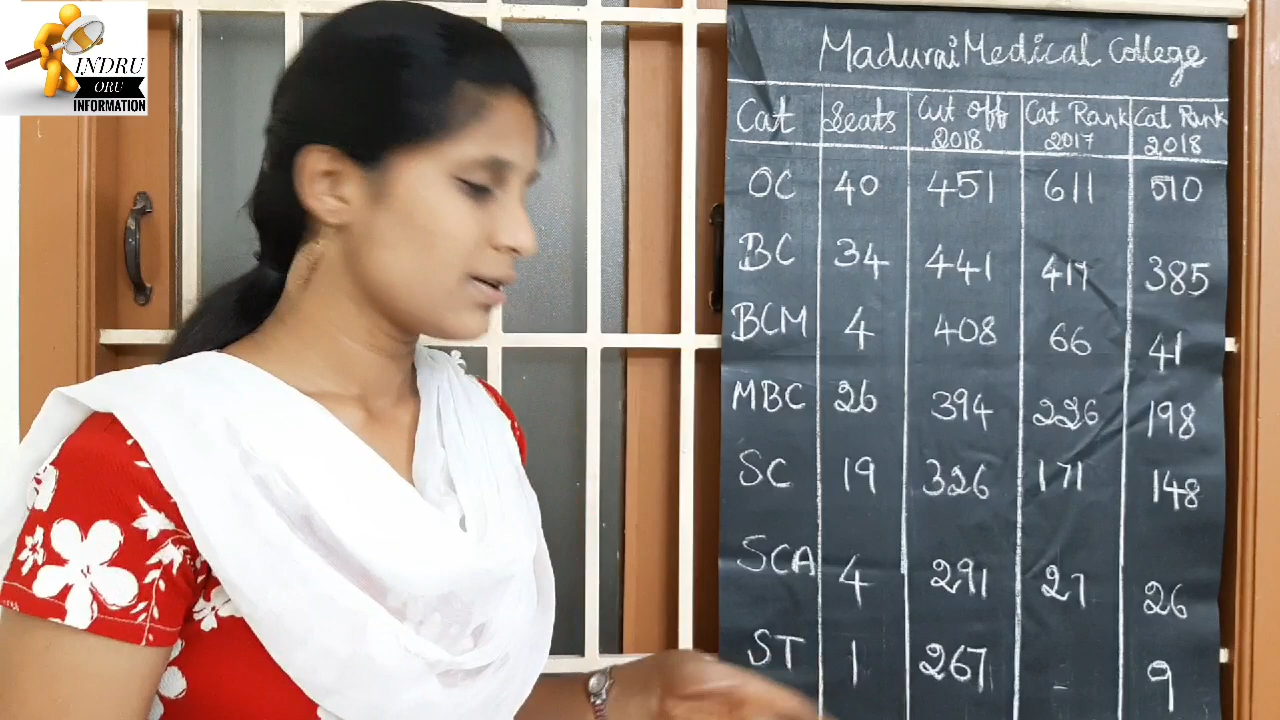 INDRU
ORU
INFORMATION
Madurai Medical College
Cat Seats Cut off 2018 Cat Rank 2017 Cat Rank 2018
OC 40 451 611 510
BC 34 441 417 385
BCM 4 408 66 41
MBC 26 394 226 198
SC 19 326 171 148
SCA 4 291 27 26
ST 1 267 - 9